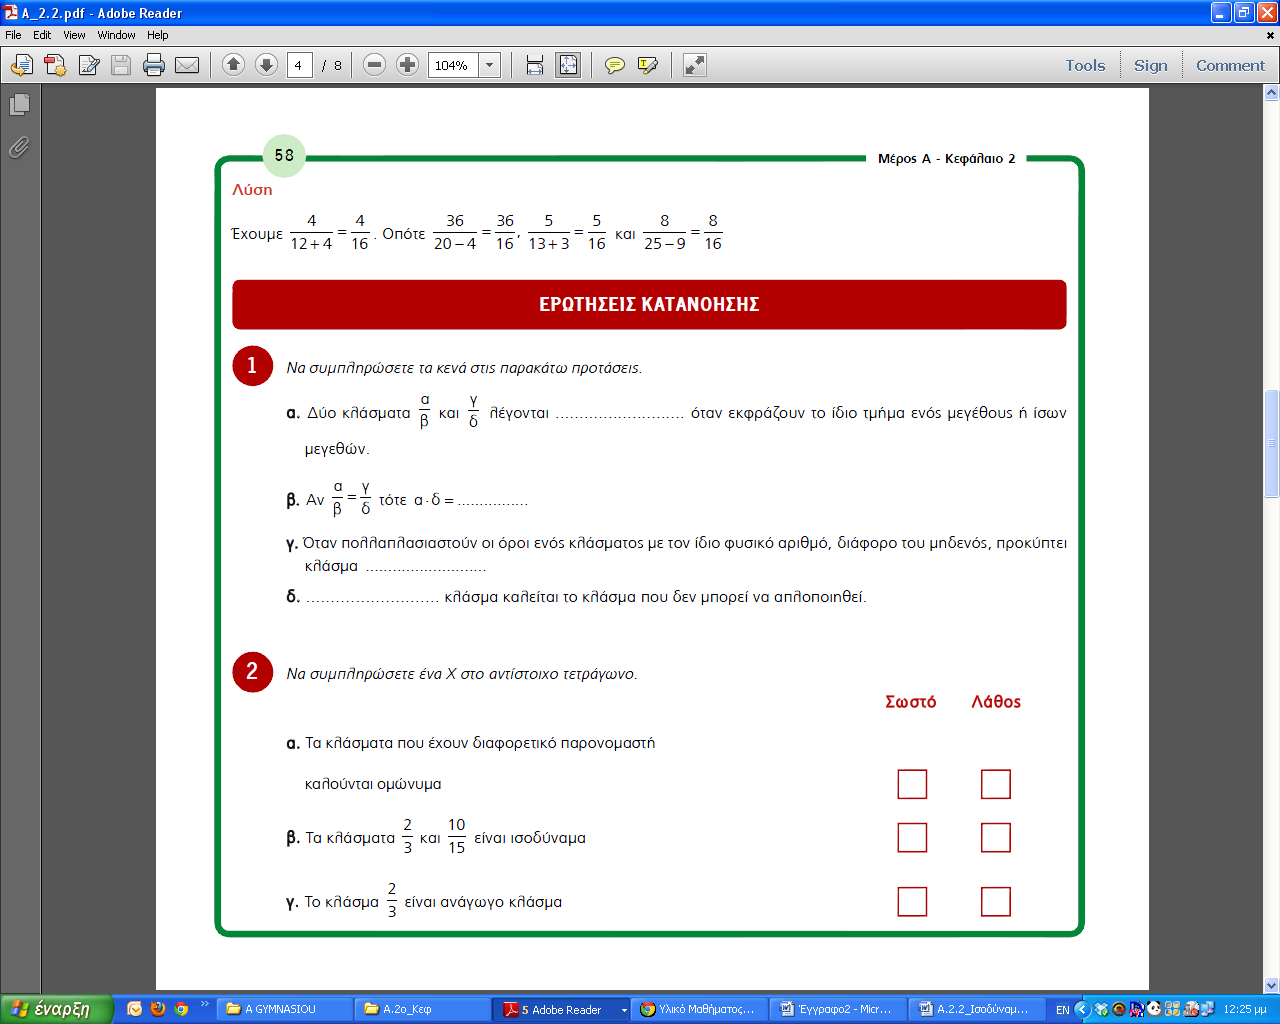 A_2.2.pdf - Adobe Reader
File Edit View Window Help
4 / 8 104% Tools Sign Comment
58 Μέρος Α - Κεφάλαιο 2
Λύση
Έχουμε 4/(12+4) = 4/16. Οπότε 36/(20−4) = 36/16, 5/(13+3) = 5/16 και 8/(25−9) = 8/16
ΕΡΩΤΗΣΕΙΣ ΚΑΤΑΝΟΗΣΗΣ
1 Να συμπληρώσετε τα κενά στις παρακάτω προτάσεις.
α. Δύο κλάσματα α/β και γ/δ λέγονται ........................... όταν εκφράζουν το ίδιο τμήμα ενός μεγέθους ή ίσων
μεγεθών.
β. Αν α/β = γ/δ τότε α·δ = ...............
γ. Όταν πολλαπλασιαστούν οι όροι ενός κλάσματος με τον ίδιο φυσικό αριθμό, διάφορο του μηδενός, προκύπτει
κλάσμα ..........................
δ. .......................... κλάσμα καλείται το κλάσμα που δεν μπορεί να απλοποιηθεί.
2 Να συμπληρώσετε ένα Χ στο αντίστοιχο τετράγωνο.
Σωστό Λάθος
α. Τα κλάσματα που έχουν διαφορετικό παρονομαστή
καλούνται ομώνυμα
β. Τα κλάσματα 2/3 και 10/15 είναι ισοδύναμα
γ. Το κλάσμα 2/3 είναι ανάγωγο κλάσμα
έναρξη A GYMNASIOU Α.2ο_Κεφ 5 Adobe Reader Υλικό Μαθήματος... Έγγραφο2 - Micr... Α.2.2_Ισοδύναμ... EN 12:25 μμ